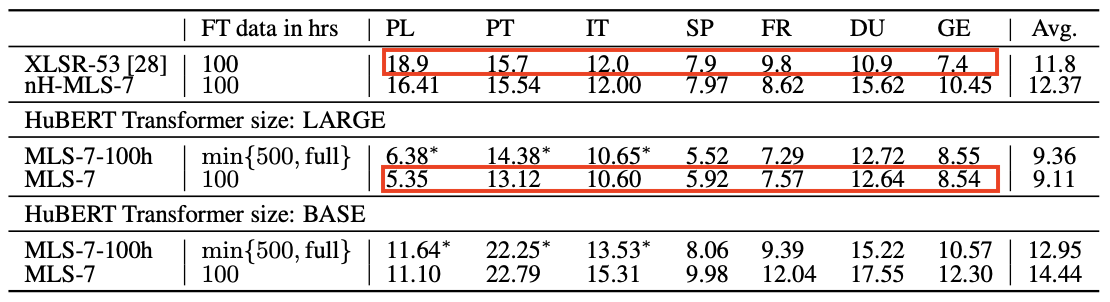 FT data in hrs PL PT IT SP FR DU GE Avg.
XLSR-53 [28] 100 18.9 15.7 12.0 7.9 9.8 10.9 7.4 11.8
nH-MLS-7 100 16.41 15.54 12.00 7.97 8.62 15.62 10.45 12.37
HuBERT Transformer size: LARGE
MLS-7-100h min{500, full} 6.38* 14.38* 10.65* 5.52 7.29 12.72 8.55 9.36
MLS-7 100 5.35 13.12 10.60 5.92 7.57 12.64 8.54 9.11
HuBERT Transformer size: BASE
MLS-7-100h min{500, full} 11.64* 22.25* 13.53* 8.06 9.39 15.22 10.57 12.95
MLS-7 100 11.10 22.79 15.31 9.98 12.04 17.55 12.30 14.44